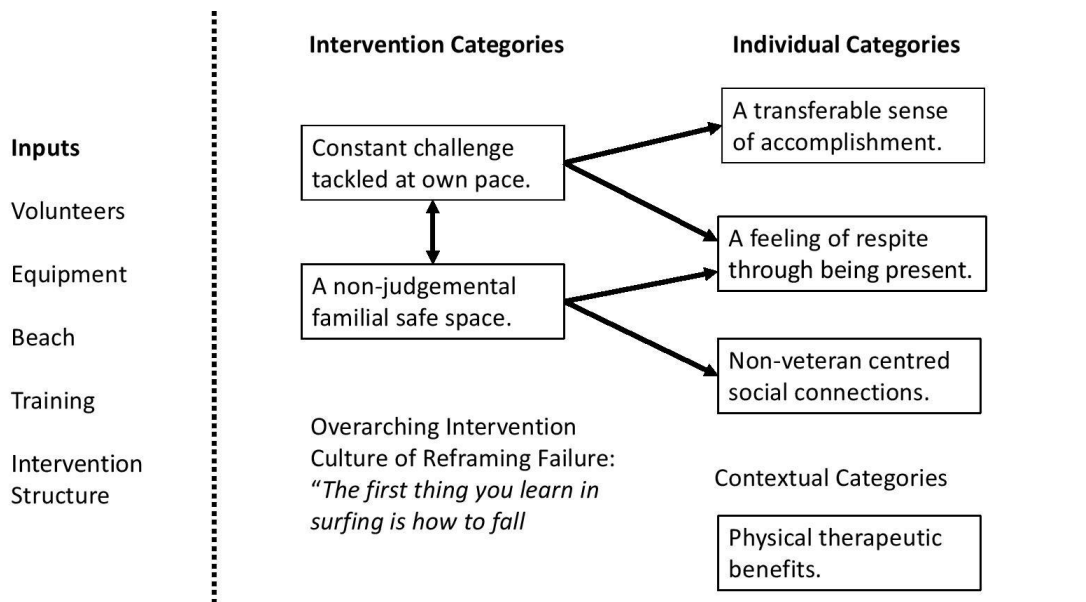 Inputs
Volunteers
Equipment
Beach
Training
Intervention
Structure
Intervention Categories
Constant challenge
tackled at own pace.
A non-judgemental
familial safe space.
Overarching Intervention
Culture of Reframing Failure:
“The first thing you learn in
surfing is how to fall
Individual Categories
A transferable sense
of accomplishment.
A feeling of respite
through being present.
Non-veteran centred
social connections.
Contextual Categories
Physical therapeutic
benefits.